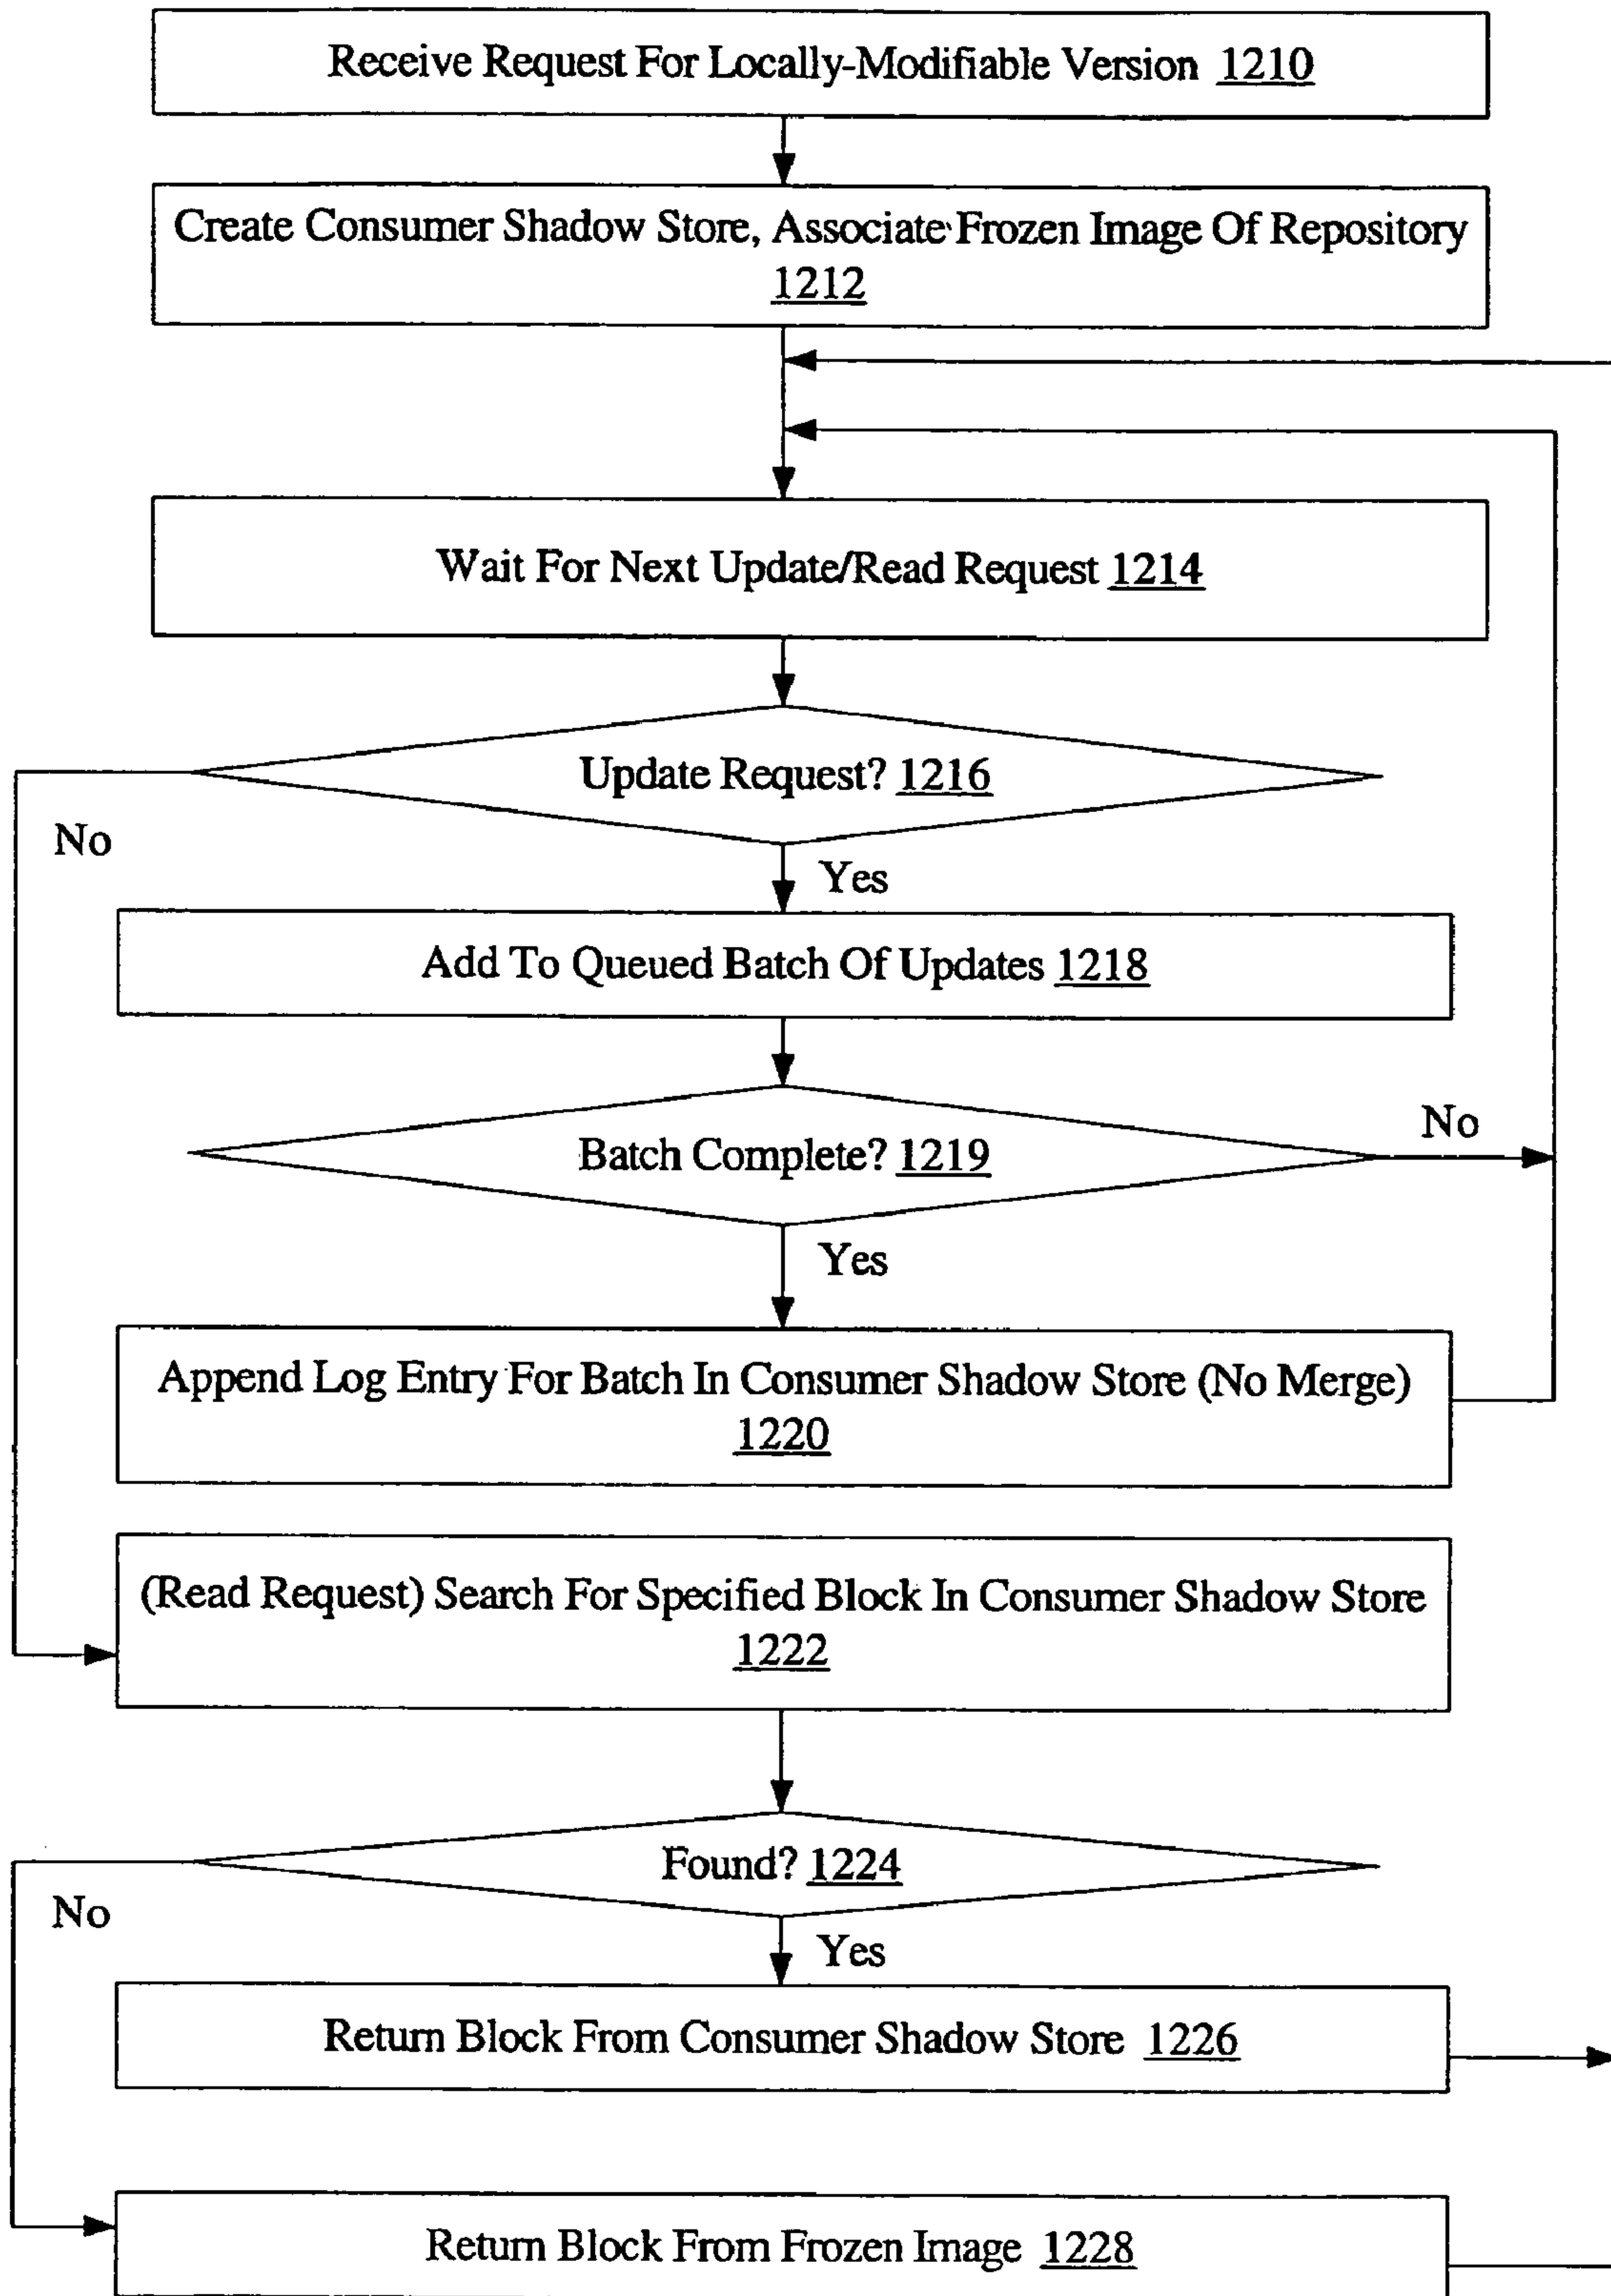 Receive Request For Locally-Modifiable Version 1210
Create Consumer Shadow Store, Associate Frozen Image Of Repository
1212
Wait For Next Update/Read Request 1214
Update Request? 1216
No
Yes
Add To Queued Batch Of Updates 1218
Batch Complete? 1219
No
Yes
Append Log Entry For Batch In Consumer Shadow Store (No Merge)
1220
(Read Request) Search For Specified Block In Consumer Shadow Store
1222
Found? 1224
No
Yes
Return Block From Consumer Shadow Store 1226
Return Block From Frozen Image 1228